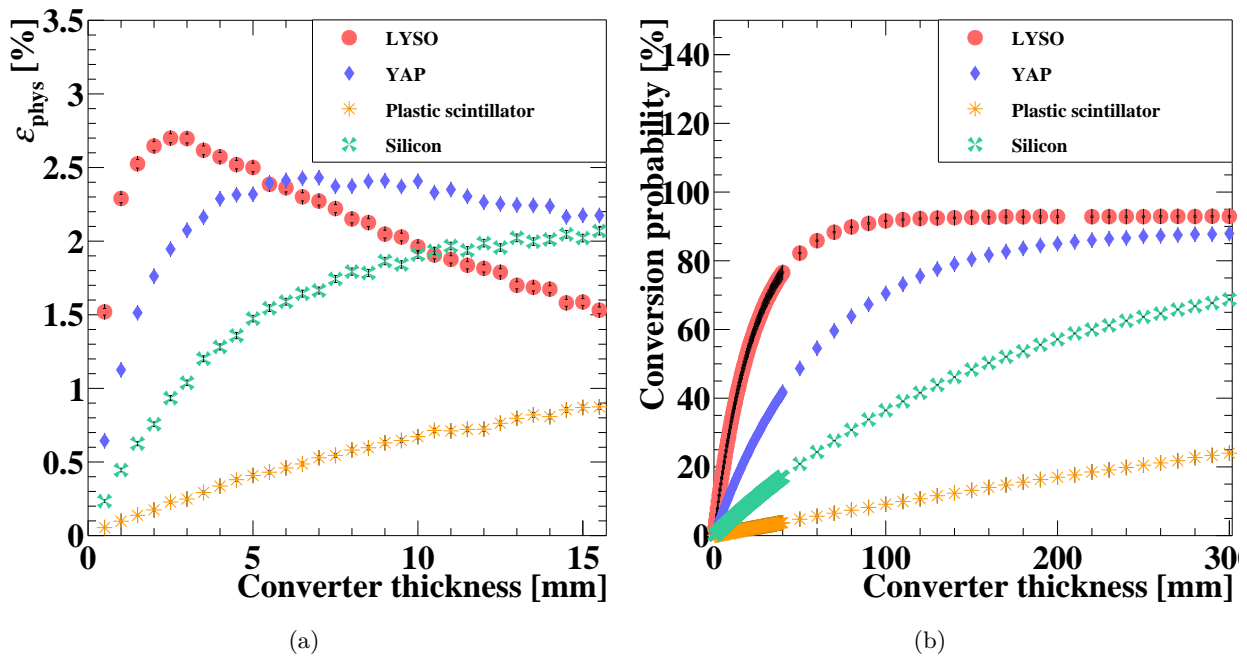 ε_phys [%]
3.5
3
2.5
2
1.5
1
0.5
0
0 5 10 15
Converter thickness [mm]
LYSO
YAP
Plastic scintillator
Silicon
(a)
Conversion probability [%]
140
120
100
80
60
40
20
0
0 100 200 300
Converter thickness [mm]
LYSO
YAP
Plastic scintillator
Silicon
(b)